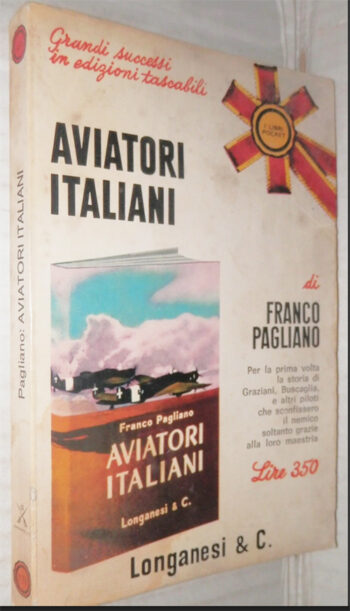 Grandi successi
in edizioni tascabili
I LIBRI
POCKET
AVIATORI
ITALIANI
di
FRANCO
PAGLIANO
Per la prima volta
la storia di
Graziani, Buscaglia,
e altri piloti
che sconfissero
il nemico
soltanto grazie
alla loro maestria
Lire 350
Franco Pagliano
AVIATORI
ITALIANI
Longanesi & C.
Longanesi & C.
Pagliano: AVIATORI ITALIANI